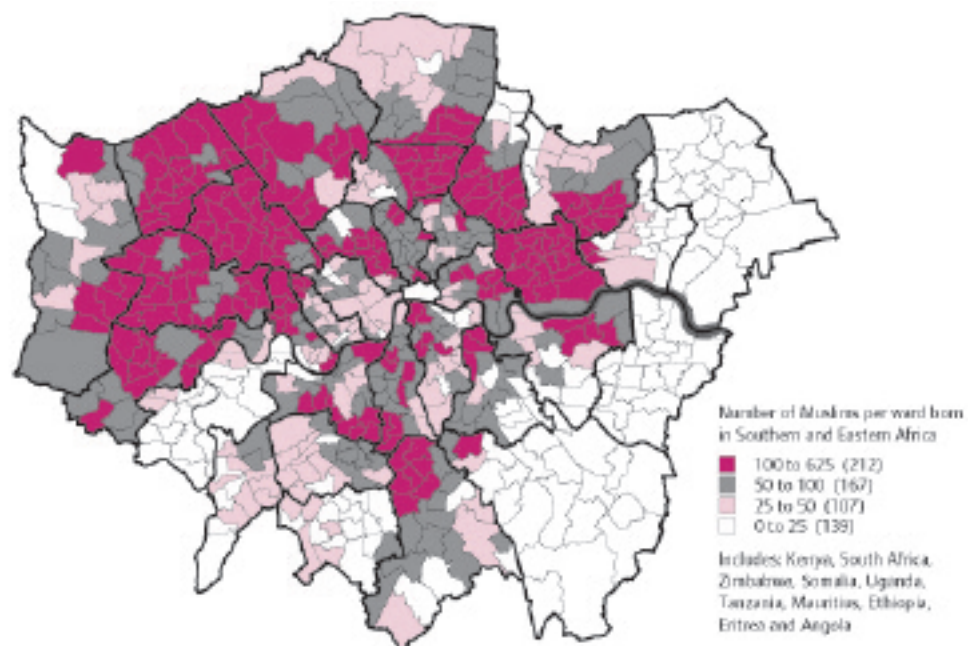 Number of Muslims per ward born
in Southern and Eastern Africa
100 to 625 (212)
50 to 100 (167)
25 to 50 (107)
0 to 25 (139)
Includes: Kenya, South Africa,
Zimbabwe, Somalia, Uganda,
Tanzania, Mauritius, Ethiopia,
Eritrea and Angola